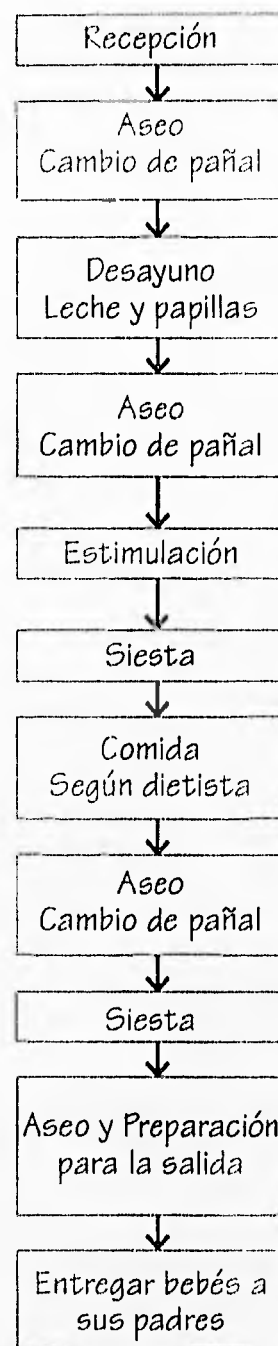 Recepción
Aseo
Cambio de pañal
Desayuno
Leche y papillas
Aseo
Cambio de pañal
Estimulación
Siesta
Comida
Según dietista
Aseo
Cambio de pañal
Siesta
Aseo y Preparación
para la salida
Entregar bebés a
sus padres